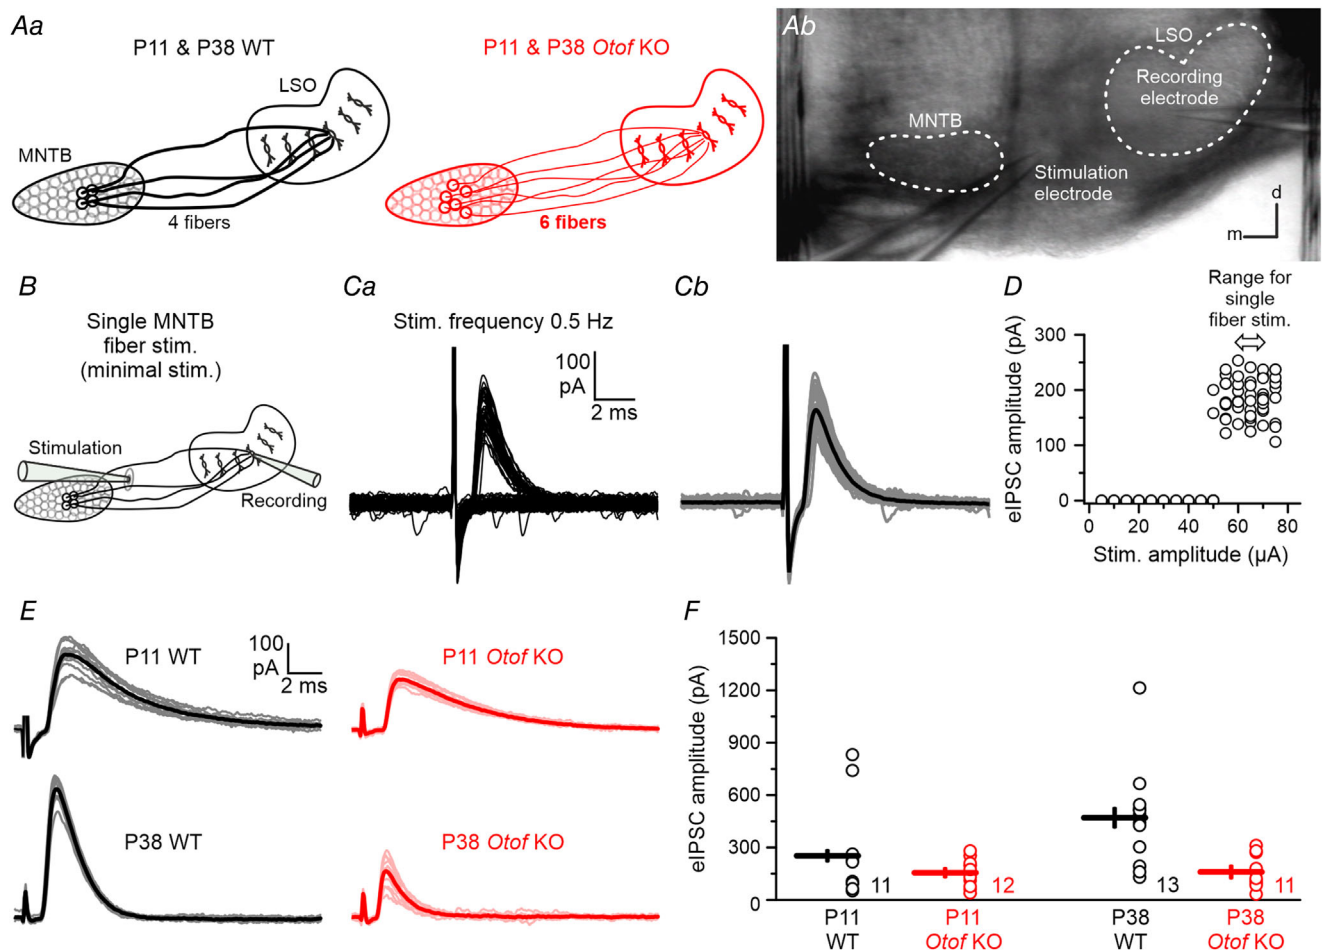 Aa
P11 & P38 WT
LSO
MNTB
4 fibers
P11 & P38 Otof KO
6 fibers
Ab
LSO
Recording
electrode
MNTB
Stimulation
electrode
d
m
B
Single MNTB
fiber stim.
(minimal stim.)
Stimulation
Recording
Ca
Stim. frequency 0.5 Hz
100
pA
2 ms
Cb
D
Range for
single
fiber stim.
eIPSC amplitude (pA)
300
200
100
0
0 20 40 60 80
Stim. amplitude (µA)
E
P11 WT
100
pA
2 ms
P11 Otof KO
P38 WT
P38 Otof KO
F
eIPSC amplitude (pA)
1500
1200
900
600
300
0
11 12 13 11
P11 P11 P38 P38
WT Otof KO WT Otof KO